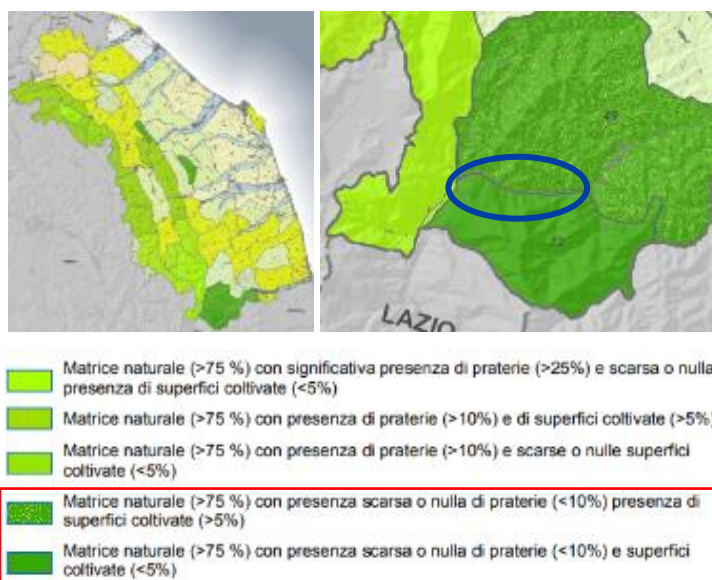 LAZIO
Matrice naturale (>75 %) con significativa presenza di praterie (>25%) e scarsa o nulla
presenza di superfici coltivate (<5%)
Matrice naturale (>75 %) con presenza di praterie (>10%) e di superfici coltivate (>5%)
Matrice naturale (>75 %) con presenza di praterie (>10%) e scarse o nulle superfici
coltivate (<5%)
Matrice naturale (>75 %) con presenza scarsa o nulla di praterie (<10%) presenza di
superfici coltivate (>5%)
Matrice naturale (>75 %) con presenza scarsa o nulla di praterie (<10%) e superfici
coltivate (<5%)